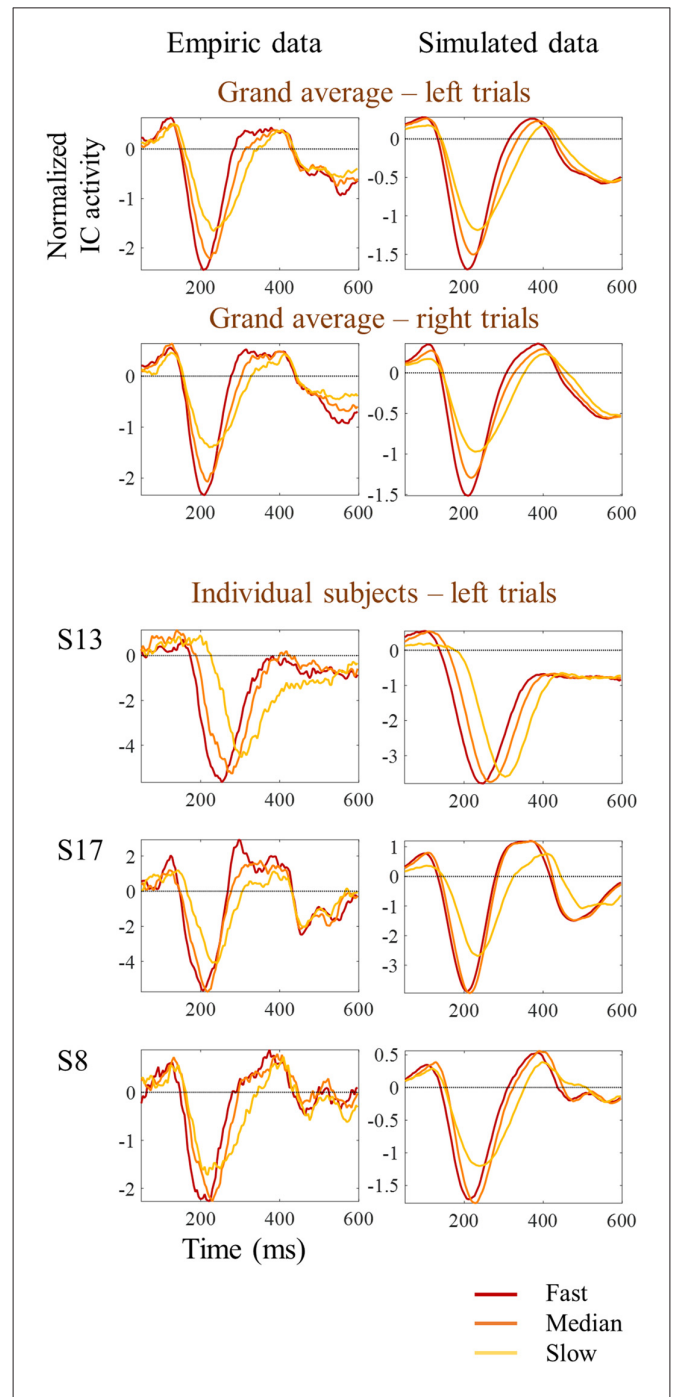 Empiric data Simulated data
Grand average – left trials
Normalized
IC activity
0
-1
-2
200 400 600
0
-0.5
-1
-1.5
200 400 600
Grand average – right trials
0
-1
-2
200 400 600
0
-0.5
-1
-1.5
200 400 600
Individual subjects – left trials
S13
0
-2
-4
200 400 600
0
-1
-2
-3
200 400 600
S17
2
0
-2
-4
200 400 600
1
0
-1
-2
-3
200 400 600
S8
0
-1
-2
200 400 600
0.5
0
-0.5
-1
-1.5
200 400 600
Time (ms)
Fast
Median
Slow